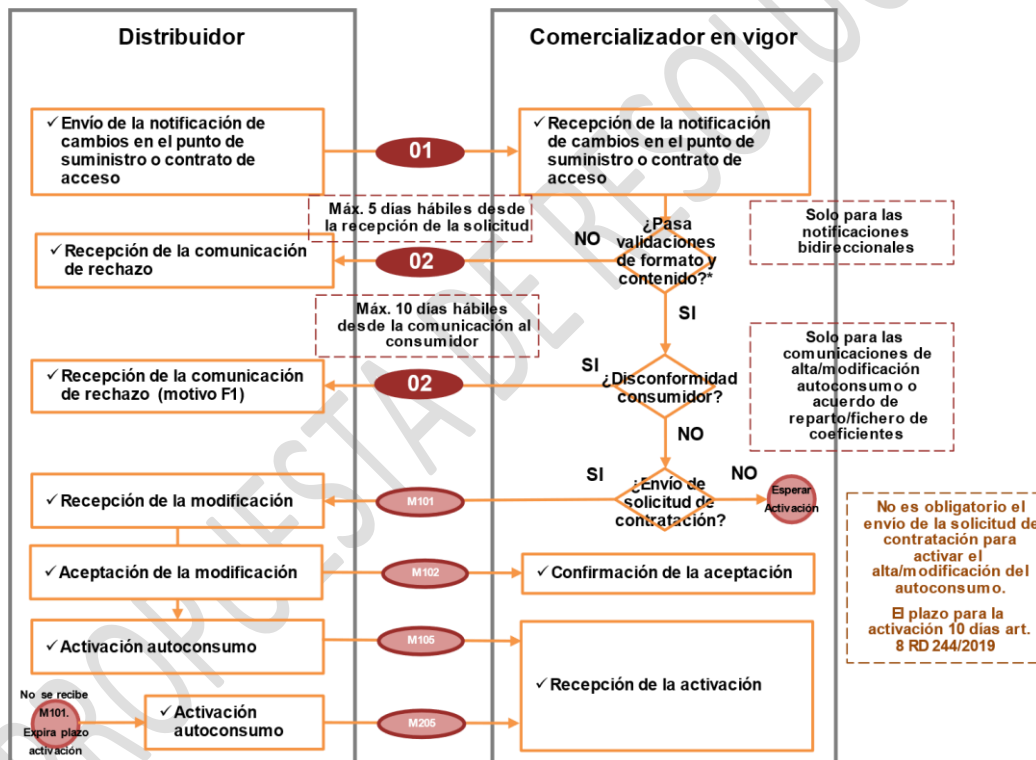 Distribuidor
Comercializador en vigor
✓ Envío de la notificación de
cambios en el punto de
suministro o contrato de
acceso
01
✓ Recepción de la notificación
de cambios en el punto de
suministro o contrato de
acceso
Máx. 5 días hábiles desde
la recepción de la solicitud
Solo para las
notificaciones
bidireccionales
✓ Recepción de la comunicación
de rechazo
02
NO
¿Pasa
validaciones
de formato y
contenido?*
SI
Máx. 10 días hábiles
desde la comunicación al
consumidor
Solo para las
comunicaciones de
alta/modificación
autoconsumo o
acuerdo de
reparto/fichero de
coeficientes
✓ Recepción de la comunicación
de rechazo (motivo F1)
02
SI
¿Disconformidad
consumidor?
NO
✓ Recepción de la modificación
M101
SI
¿Envío de
solicitud de
contratación?
NO
Esperar
Activación
No es obligatorio el
envio de la solicitud de
contratación para
activar el
alta/modificación del
autoconsumo.
El plazo para la
activación 10 días art.
8 RD 244/2019
✓ Aceptación de la modificación
M102
✓ Confirmación de la aceptación
✓ Activación autoconsumo
M105
✓ Recepción de la activación
No se recibe
M101.
Expira plazo
activación
✓ Activación
autoconsumo
M205
PROPUESTA DE RESOLU